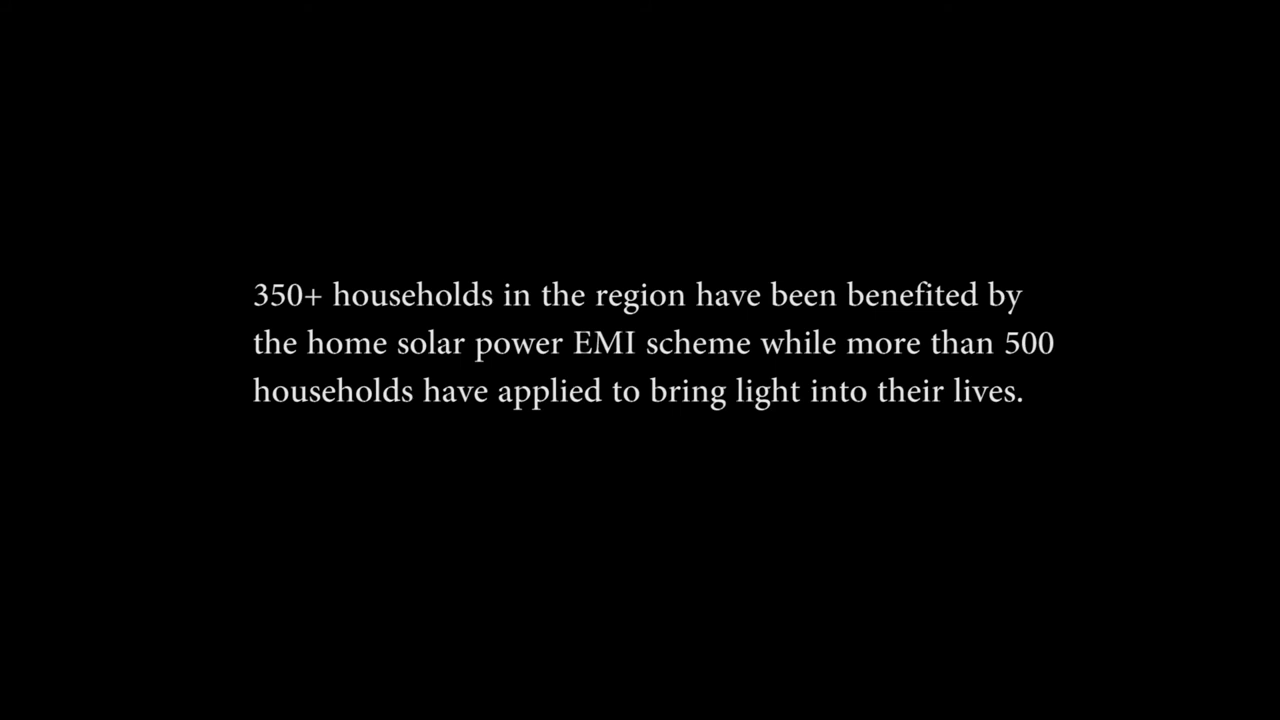 350+ households in the region have been benefited by
the home solar power EMI scheme while more than 500
households have applied to bring light into their lives.